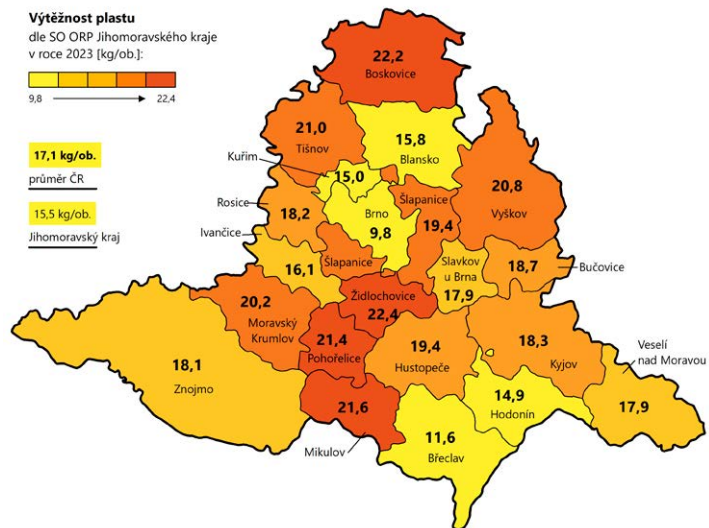 Výtěžnost plastu
dle SO ORP Jihomoravského kraje
v roce 2023 [kg/ob.]:
9,8
22,4
17,1 kg/ob.
průměr ČR
15,5 kg/ob.
Jihomoravský kraj
22,2
Boskovice
21,0
Tišnov
15,8
Blansko
Kuřim
15,0
20,8
Vyškov
Rosice
18,2
Brno
9,8
Šlapanice
19,4
Ivančice
16,1
Šlapanice
Slavkov
u Brna
17,9
18,7
Bučovice
Židlochovice
22,4
20,2
Moravský
Krumlov
21,4
Pohořelice
19,4
Hustopeče
18,3
Kyjov
Veselí
nad Moravou
17,9
18,1
Znojmo
21,6
Mikulov
14,9
Hodonín
11,6
Břeclav